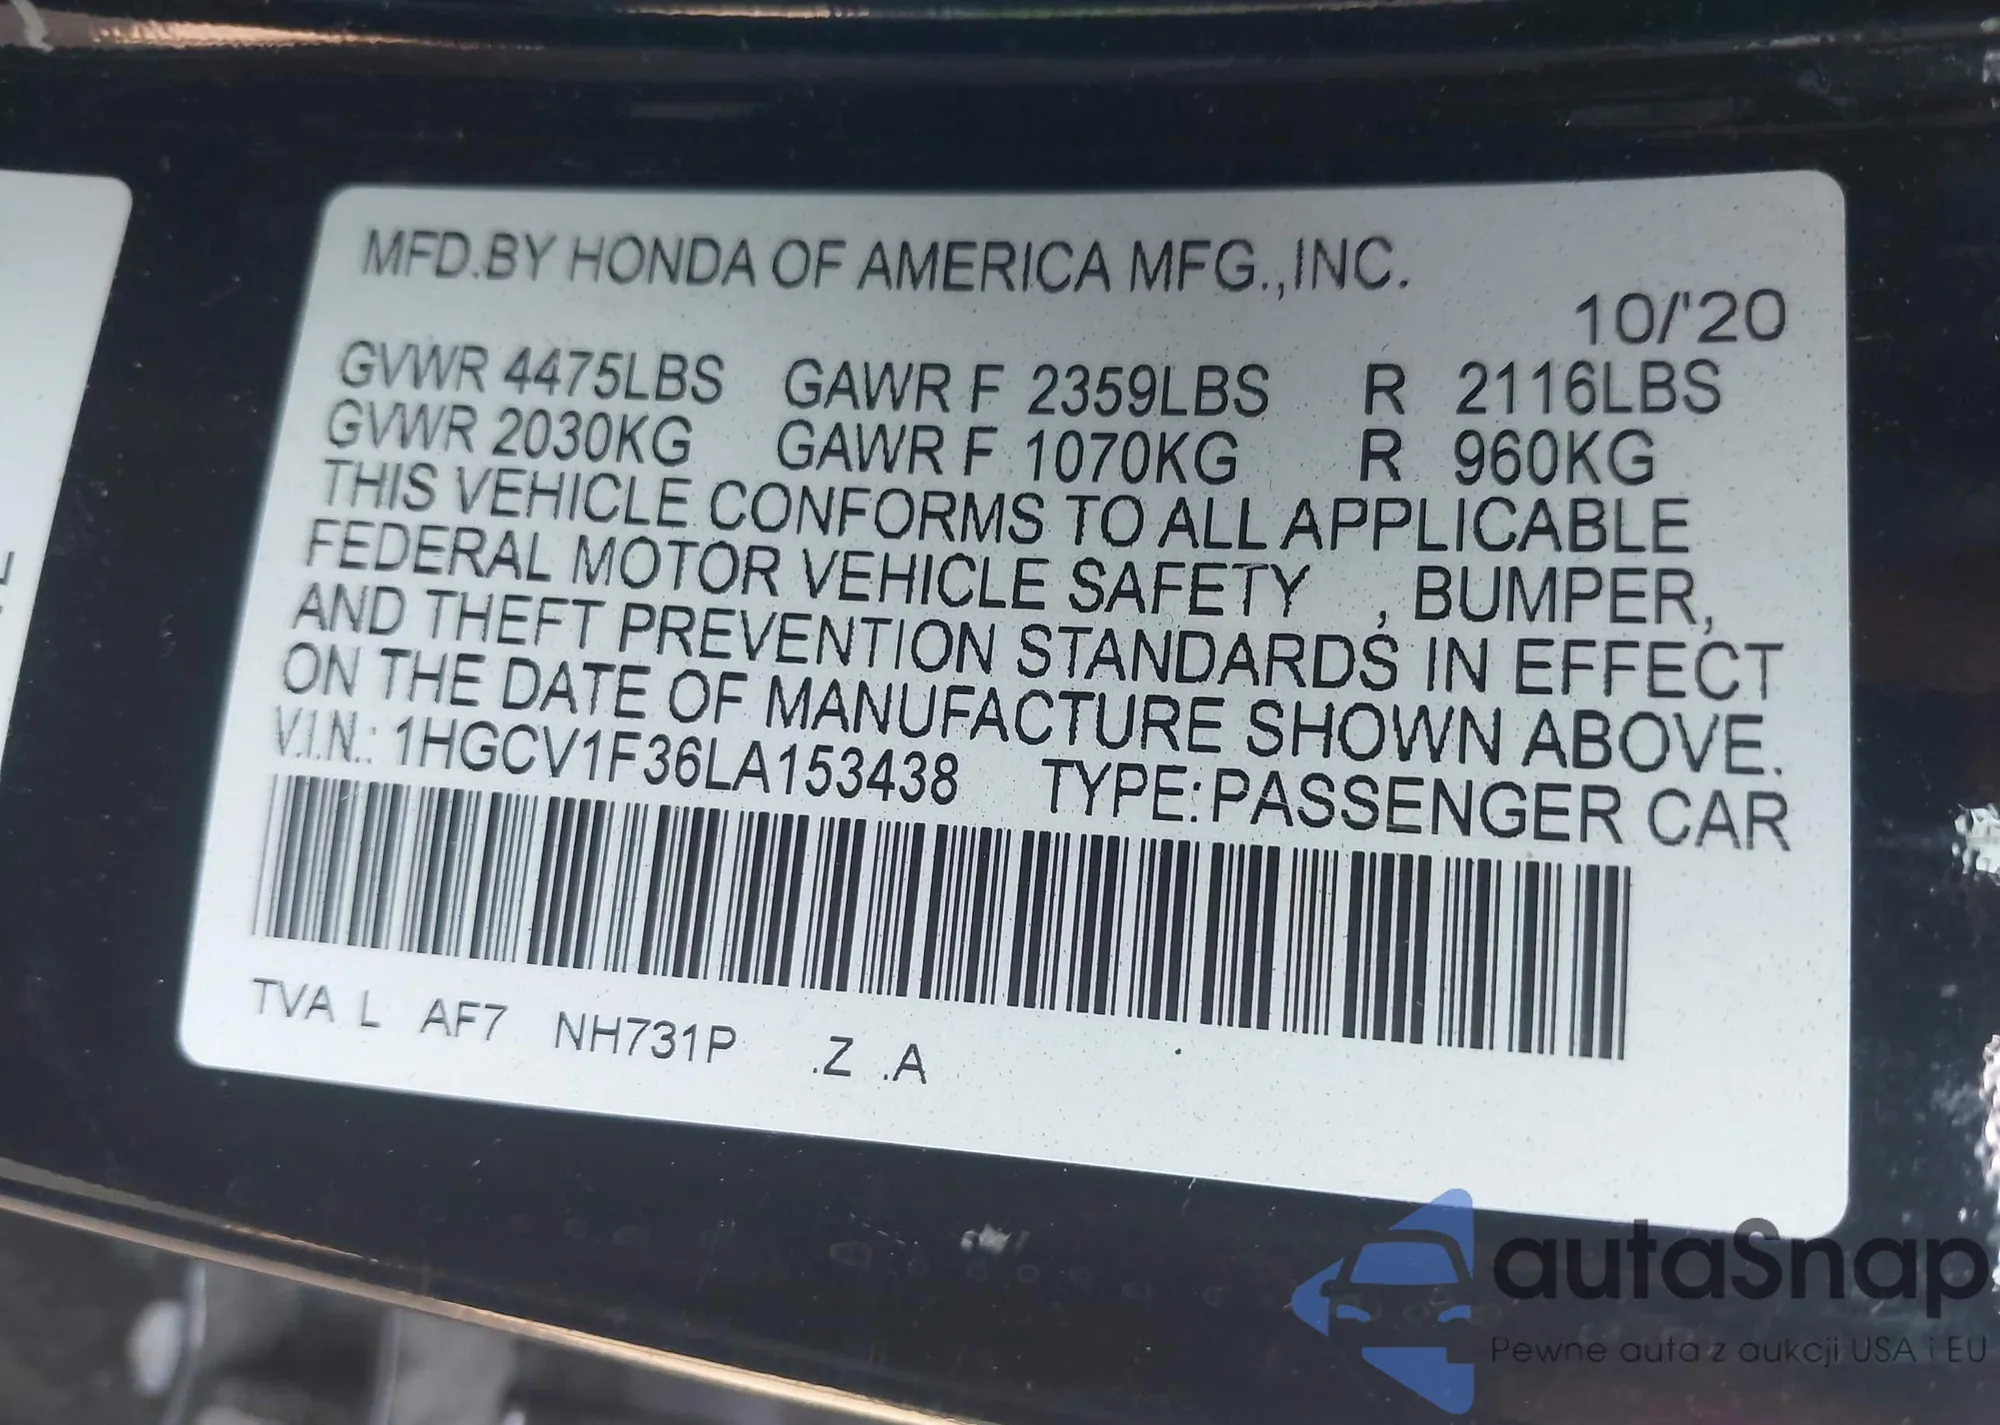 MFD.BY HONDA OF AMERICA MFG.,INC.
10/'20
GVWR 4475LBS GAWR F 2359LBS R 2116LBS
GVWR 2030KG GAWR F 1070KG R 960KG
THIS VEHICLE CONFORMS TO ALL APPLICABLE
FEDERAL MOTOR VEHICLE SAFETY , BUMPER,
AND THEFT PREVENTION STANDARDS IN EFFECT
ON THE DATE OF MANUFACTURE SHOWN ABOVE.
V.I.N.: 1HGCV1F36LA153438 TYPE:PASSENGER CAR
TVA L AF7 NH731P .Z .A
autaSnap
Pewne auta z aukcji USA i EU